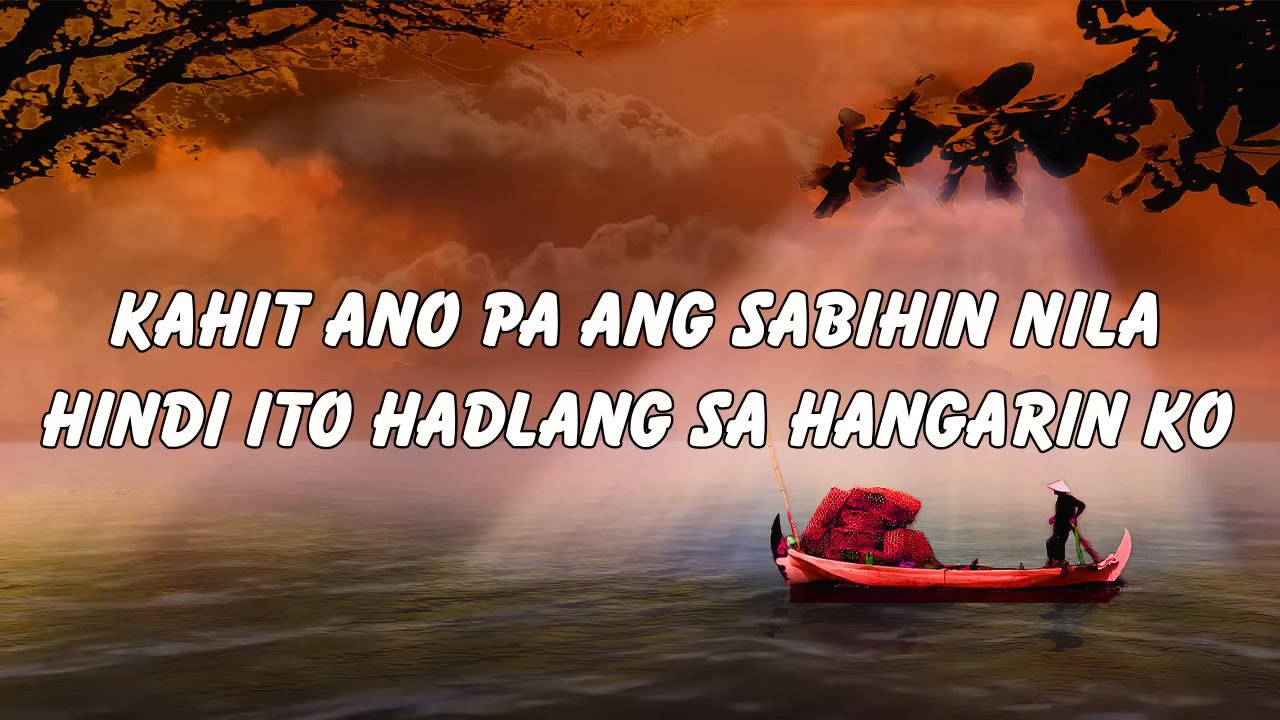 KAHIT ANO PA ANG SABIHIN NILA
HINDI ITO HADLANG SA HANGARIN KO